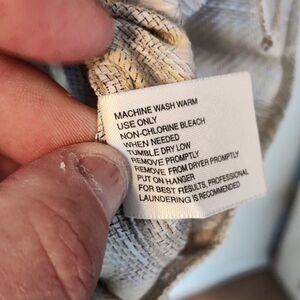 MACHINE WASH WARM
USE ONLY
NON-CHLORINE BLEACH
WHEN NEEDED
TUMBLE DRY LOW
REMOVE PROMPTLY
REMOVE FROM DRYER PROMPTLY
PUT ON HANGER
FOR BEST RESULTS, PROFESSIONAL
LAUNDERING IS RECOMMENDED